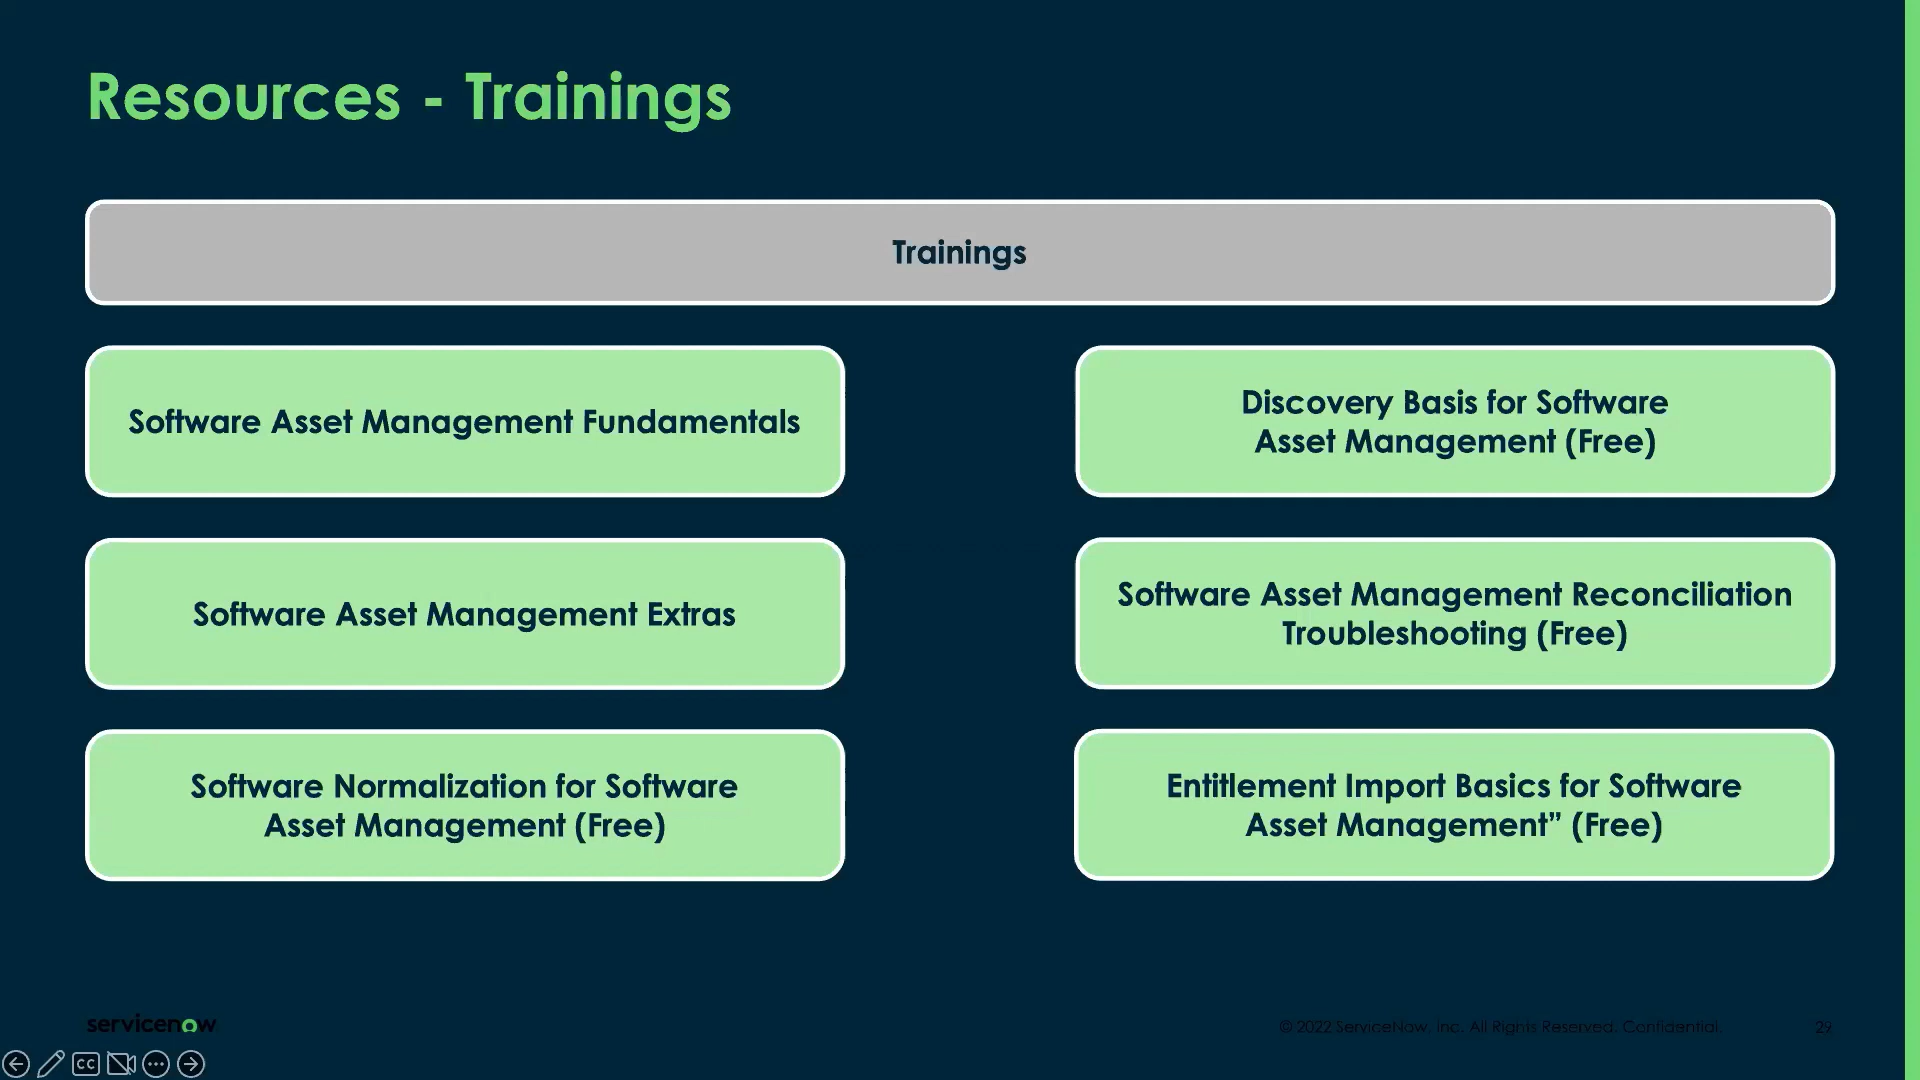 Resources - Trainings
Trainings
Software Asset Management Fundamentals
Discovery Basis for Software
Asset Management (Free)
Software Asset Management Extras
Software Asset Management Reconciliation
Troubleshooting (Free)
Software Normalization for Software
Asset Management (Free)
Entitlement Import Basics for Software
Asset Management” (Free)
servicenow
© 2022 ServiceNow, Inc. All Rights Reserved. Confidential.
29
CC